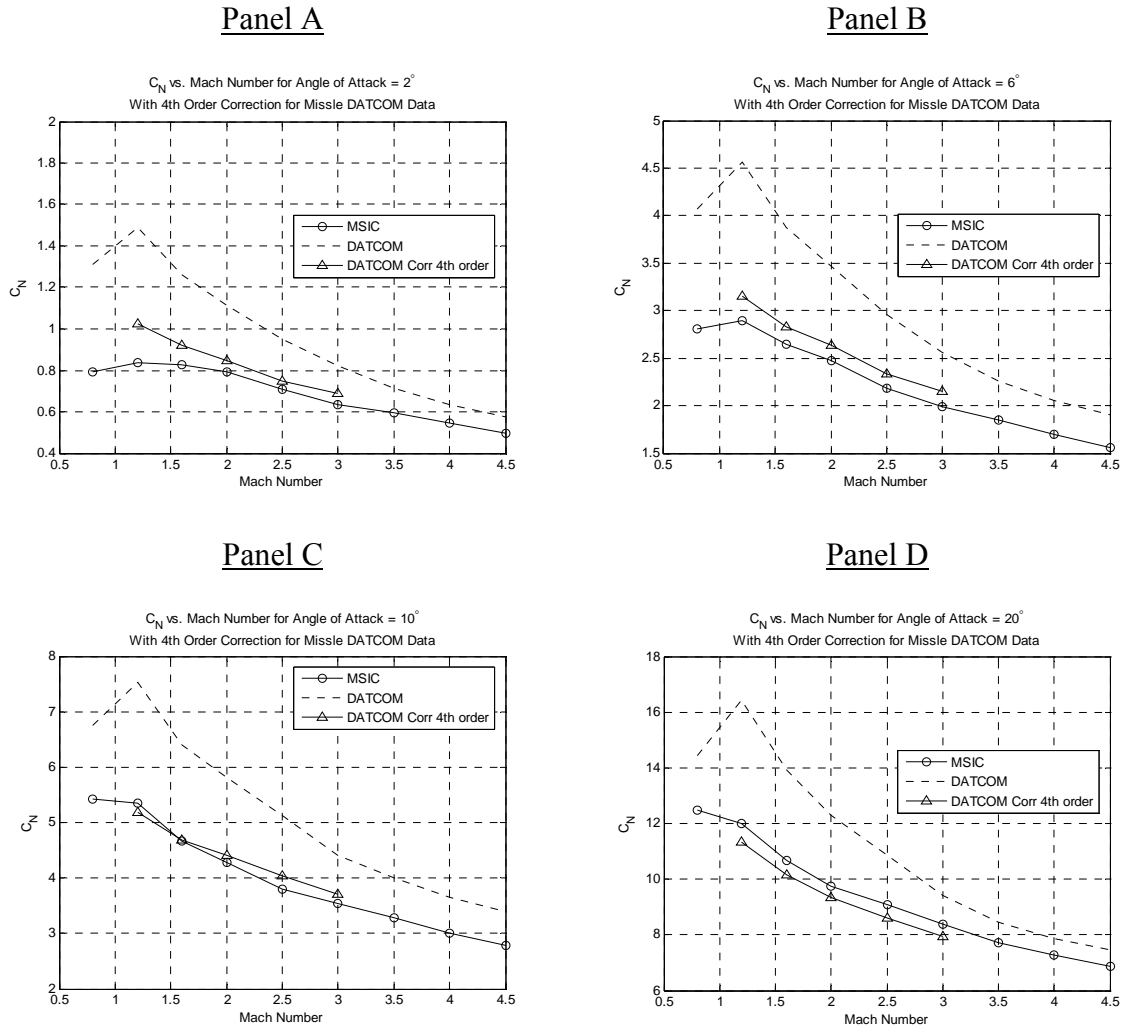 Panel A
C_N vs. Mach Number for Angle of Attack = 2°
With 4th Order Correction for Missle DATCOM Data
2
1.8
1.6
1.4
1.2
1
0.8
0.6
0.4
C_N
MSIC
DATCOM
DATCOM Corr 4th order
0.5 1 1.5 2 2.5 3 3.5 4 4.5
Mach Number
Panel B
C_N vs. Mach Number for Angle of Attack = 6°
With 4th Order Correction for Missle DATCOM Data
5
4.5
4
3.5
3
2.5
2
1.5
C_N
MSIC
DATCOM
DATCOM Corr 4th order
0.5 1 1.5 2 2.5 3 3.5 4 4.5
Mach Number
Panel C
C_N vs. Mach Number for Angle of Attack = 10°
With 4th Order Correction for Missle DATCOM Data
8
7
6
5
4
3
2
C_N
MSIC
DATCOM
DATCOM Corr 4th order
0.5 1 1.5 2 2.5 3 3.5 4 4.5
Mach Number
Panel D
C_N vs. Mach Number for Angle of Attack = 20°
With 4th Order Correction for Missle DATCOM Data
18
16
14
12
10
8
6
C_N
MSIC
DATCOM
DATCOM Corr 4th order
0.5 1 1.5 2 2.5 3 3.5 4 4.5
Mach Number